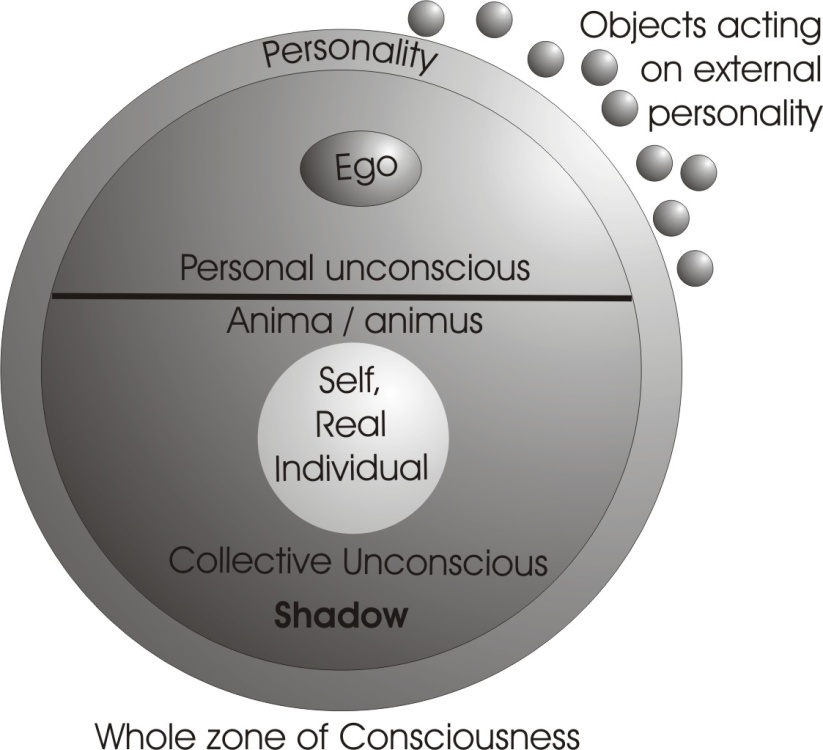 Objects acting
on external
personality
Personality
Ego
Personal unconscious
Anima / animus
Self,
Real
Individual
Collective Unconscious
Shadow
Whole zone of Consciousness